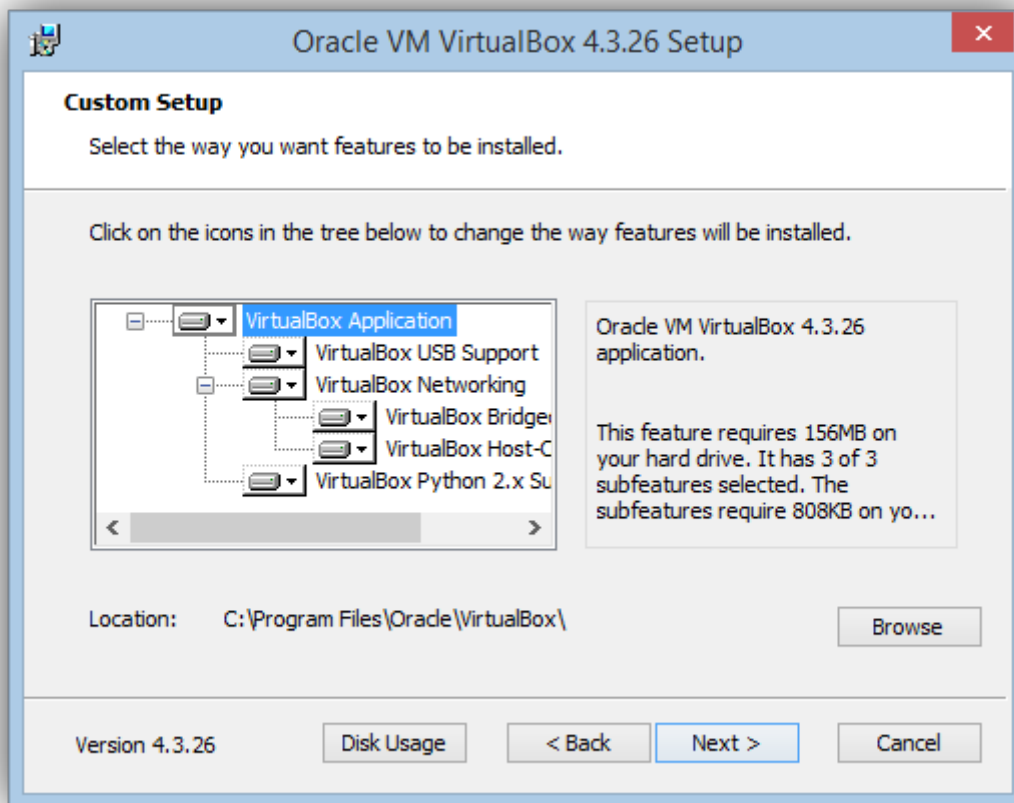 Oracle VM VirtualBox 4.3.26 Setup
Custom Setup
Select the way you want features to be installed.
Click on the icons in the tree below to change the way features will be installed.
VirtualBox Application
VirtualBox USB Support
VirtualBox Networking
VirtualBox Bridge
VirtualBox Host-C
VirtualBox Python 2.x Su
Oracle VM VirtualBox 4.3.26
application.
This feature requires 156MB on
your hard drive. It has 3 of 3
subfeatures selected. The
subfeatures require 808KB on yo...
Location: C:\Program Files\Oracle\VirtualBox\
Browse
Version 4.3.26 Disk Usage < Back Next > Cancel